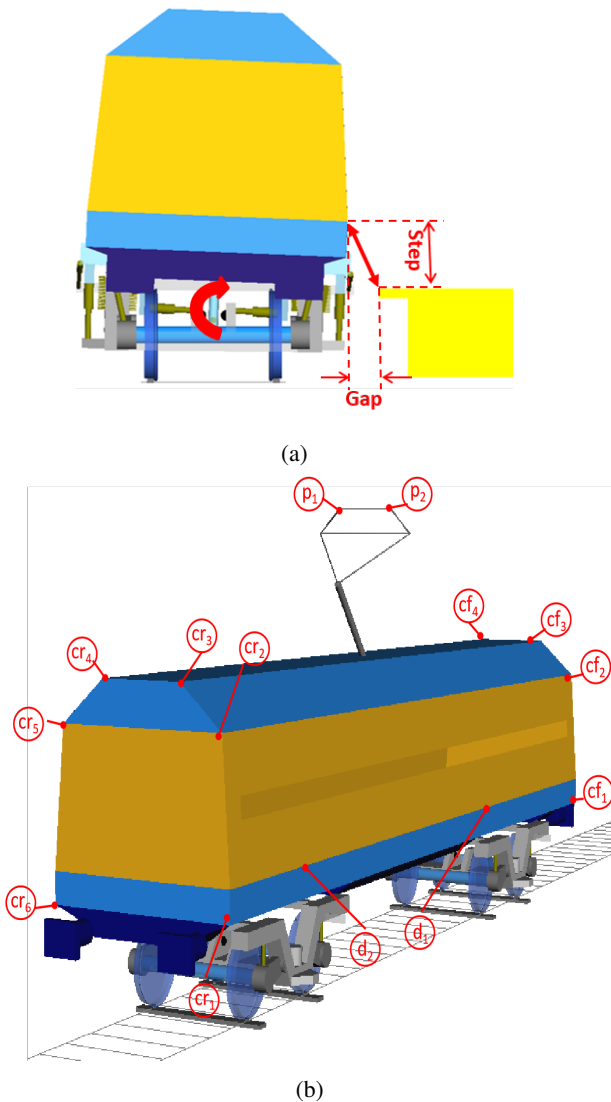 Step
Gap
(a)
p₁ p₂
cf₄ cf₃
cr₄ cr₃ cr₂ cf₂
cr₅
cf₁
cr₆
d₂ d₁
cr₁
(b)